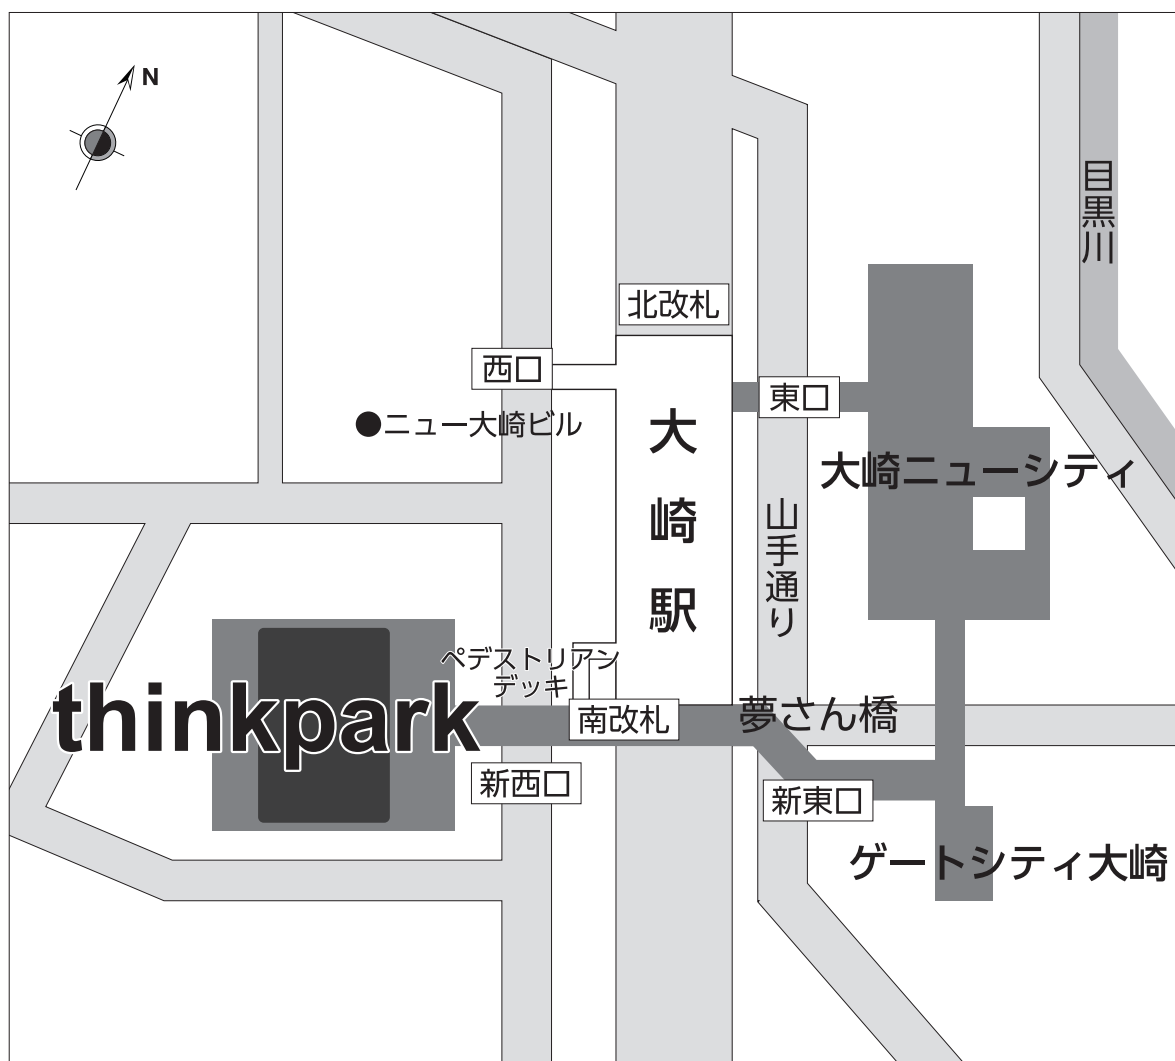 N
目黒川
北改札
西口
東口
大崎駅
ニュー大崎ビル
大崎ニューシティ
山手通り
ペデストリアン
デッキ
thinkpark
南改札
夢さん橋
新西口
新東口
ゲートシティ大崎